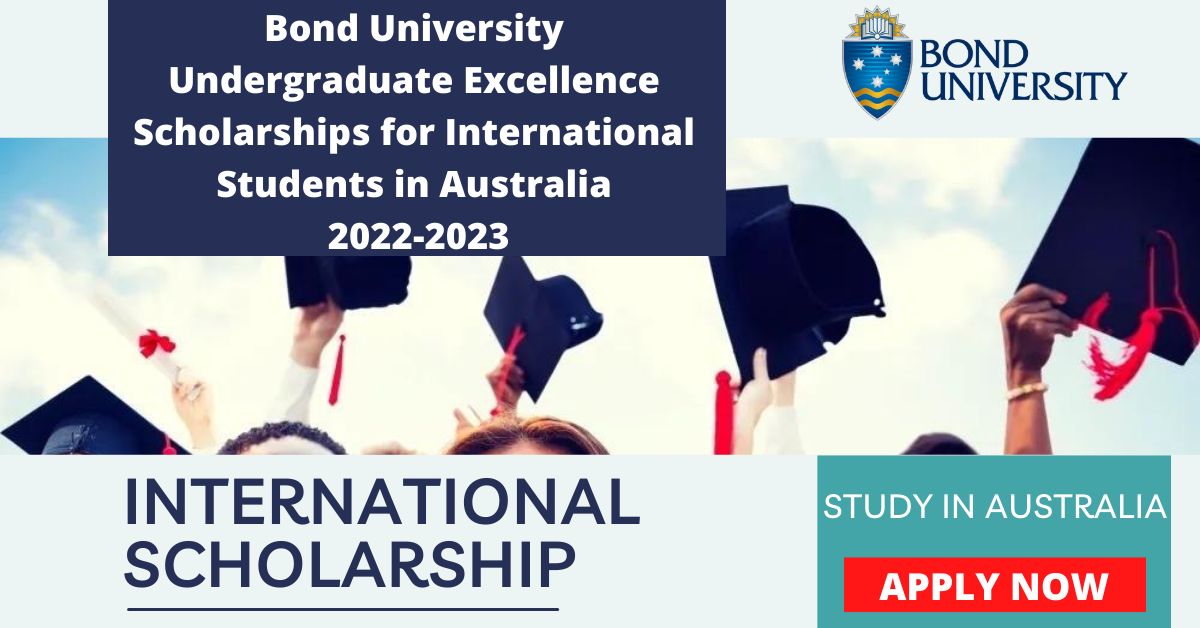 Bond University
Undergraduate Excellence
Scholarships for International
Students in Australia
2022-2023
BOND
UNIVERSITY
INTERNATIONAL
SCHOLARSHIP
STUDY IN AUSTRALIA
APPLY NOW